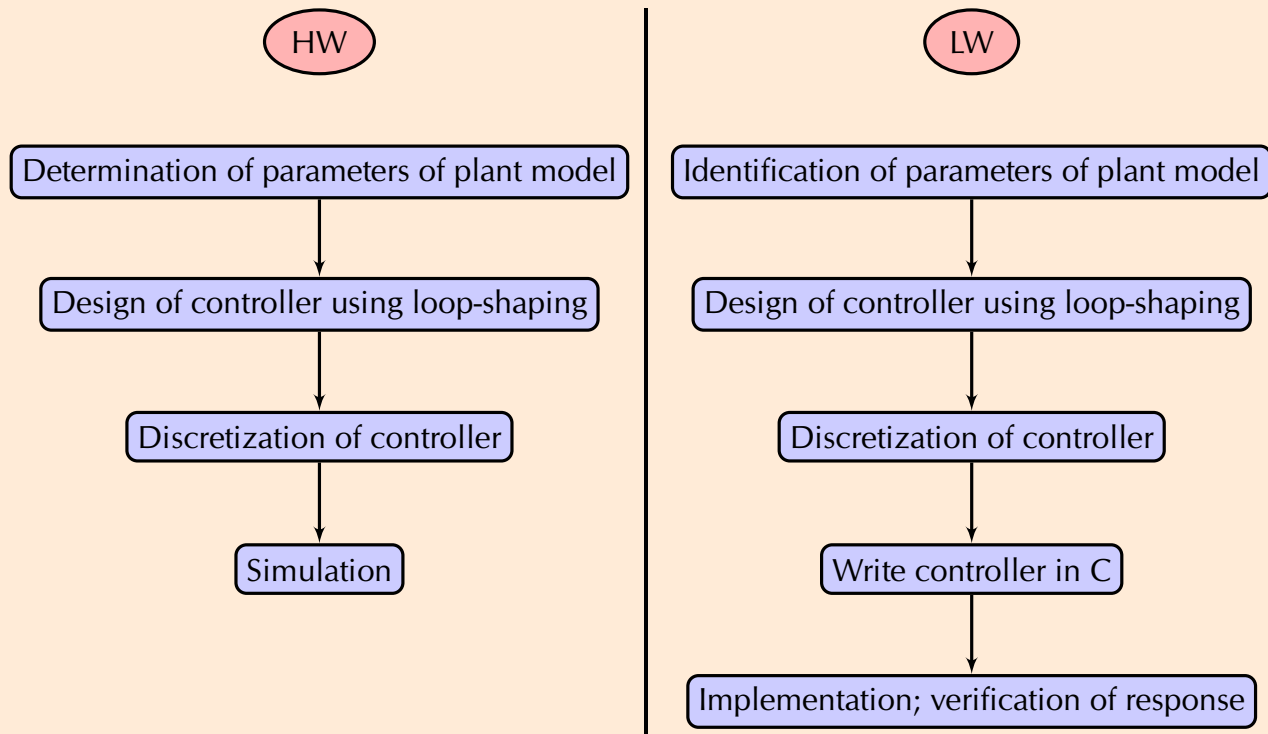 HW
Determination of parameters of plant model
Design of controller using loop-shaping
Discretization of controller
Simulation
LW
Identification of parameters of plant model
Design of controller using loop-shaping
Discretization of controller
Write controller in C
Implementation; verification of response